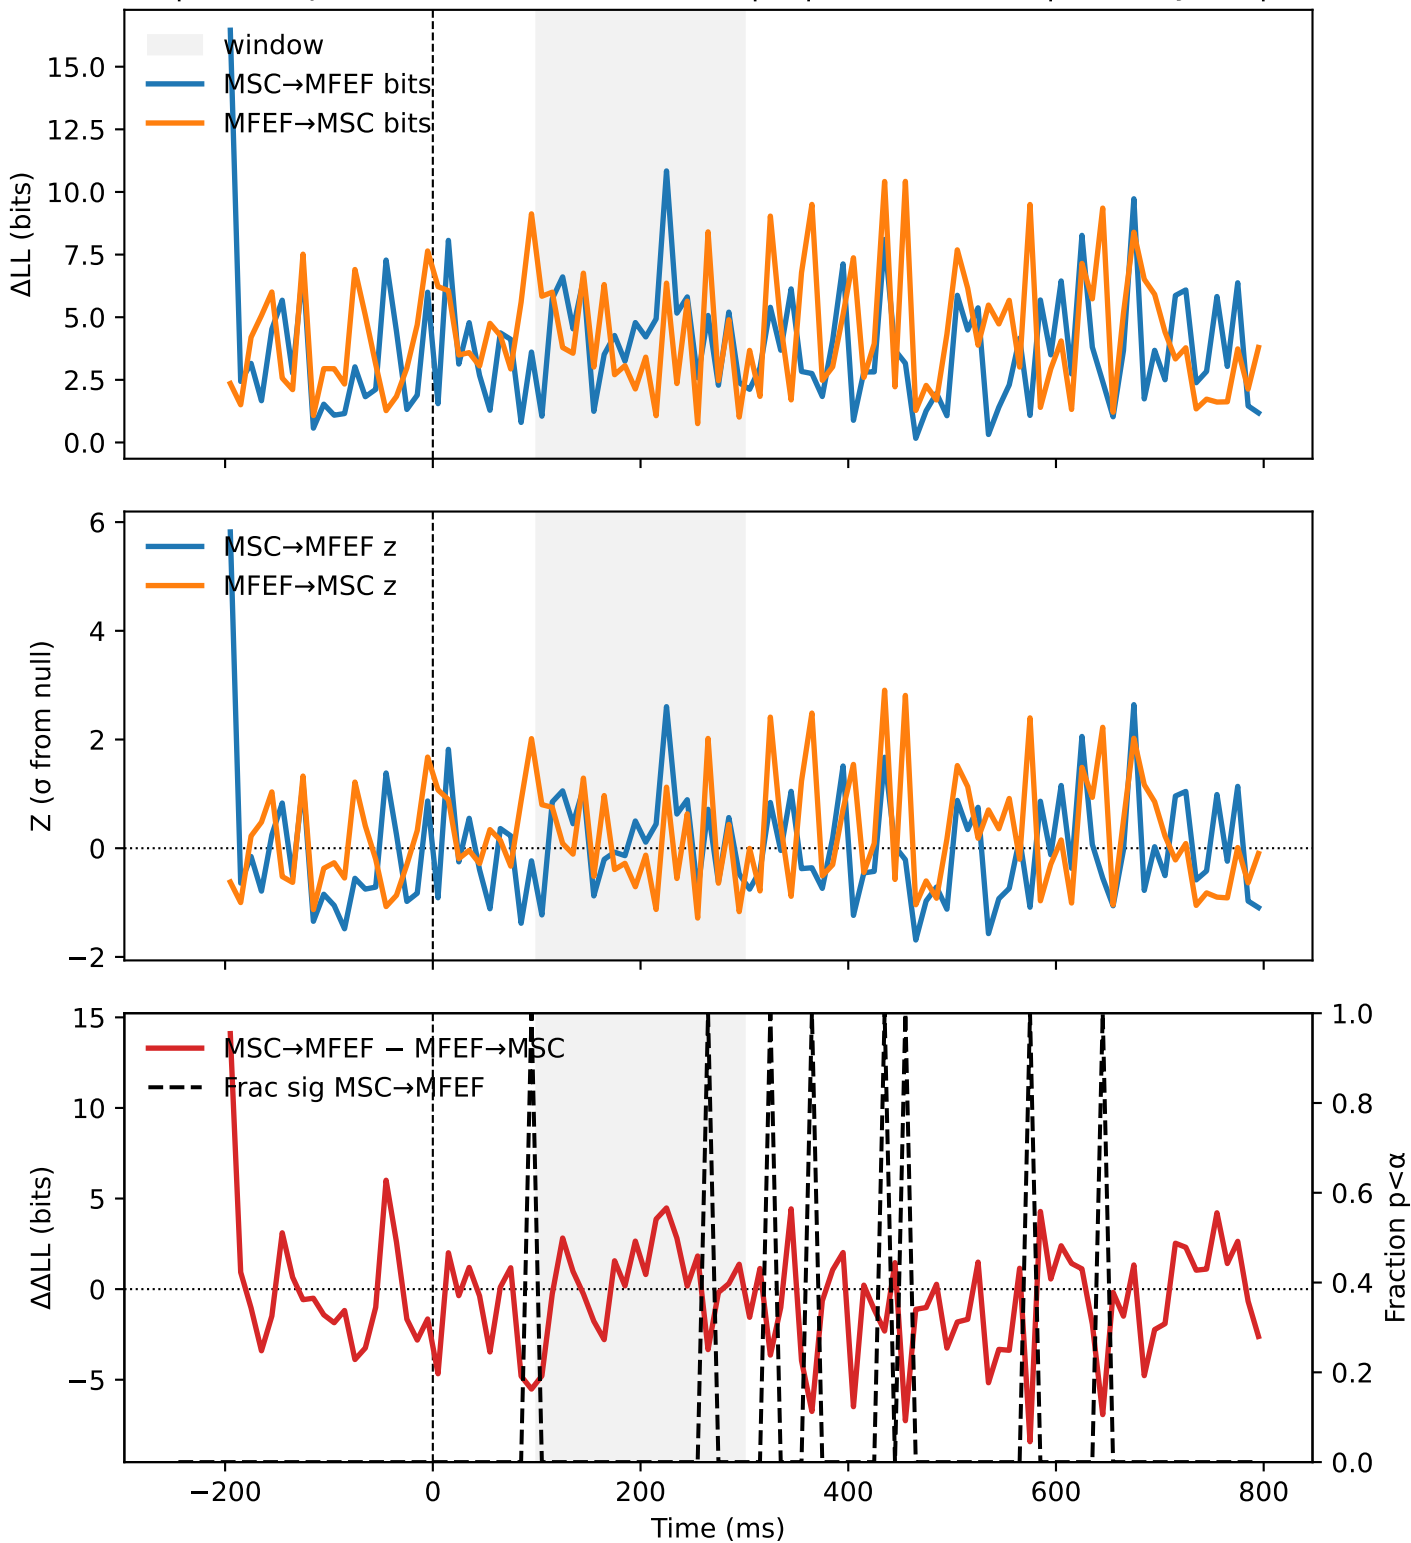 window
MSC→MFEF bits
MFEF→MSC bits
ΔLL (bits)
15.0
12.5
10.0
7.5
5.0
2.5
0.0
MSC→MFEF z
MFEF→MSC z
Z (σ from null)
6
4
2
0
−2
MSC→MFEF − MFEF→MSC
Frac sig MSC→MFEF
ΔΔLL (bits)
15
10
5
0
−5
1.0
0.8
0.6
0.4
0.2
0.0
Fraction p<α
−200 0 200 400 600 800
Time (ms)